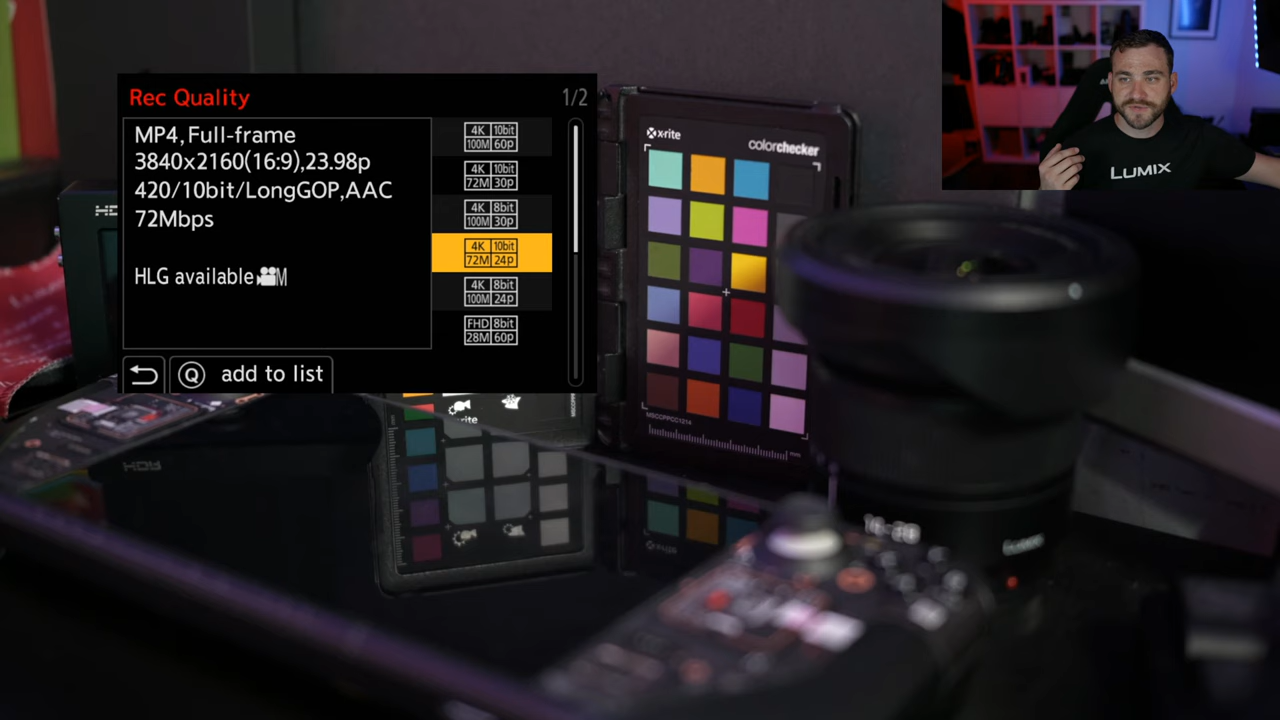 Rec Quality
1/2
MP4,Full-frame
3840x2160(16:9),23.98p
420/10bit/LongGOP,AAC
72Mbps
HLG available
M
4K 10bit
100M 60p
4K 10bit
72M 30p
4K 8bit
100M 30p
4K 10bit
72M 24p
4K 8bit
100M 24p
FHD 8bit
28M 60p
Q add to list
x-rite
colorchecker
MSCCPPCC1214
mm
LUMIX